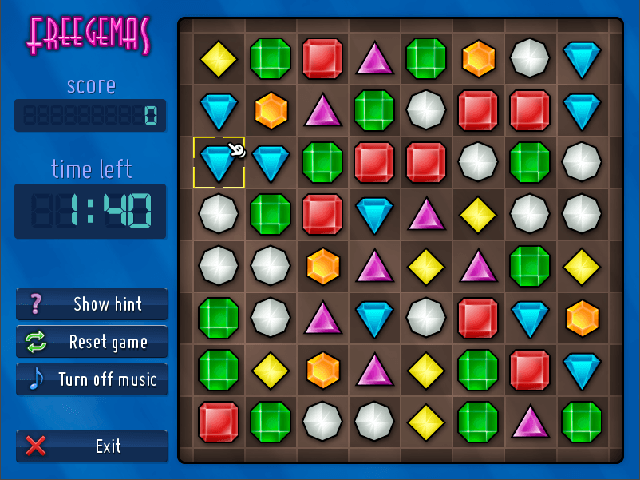 FREEGEMAS
score
0
time left
1:40
Show hint
Reset game
Turn off music
Exit